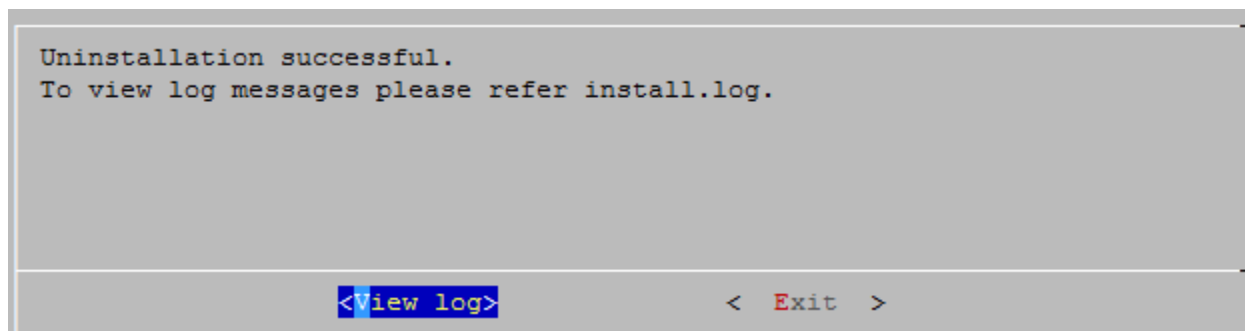 Uninstallation successful.
To view log messages please refer install.log.
<View log> < Exit >